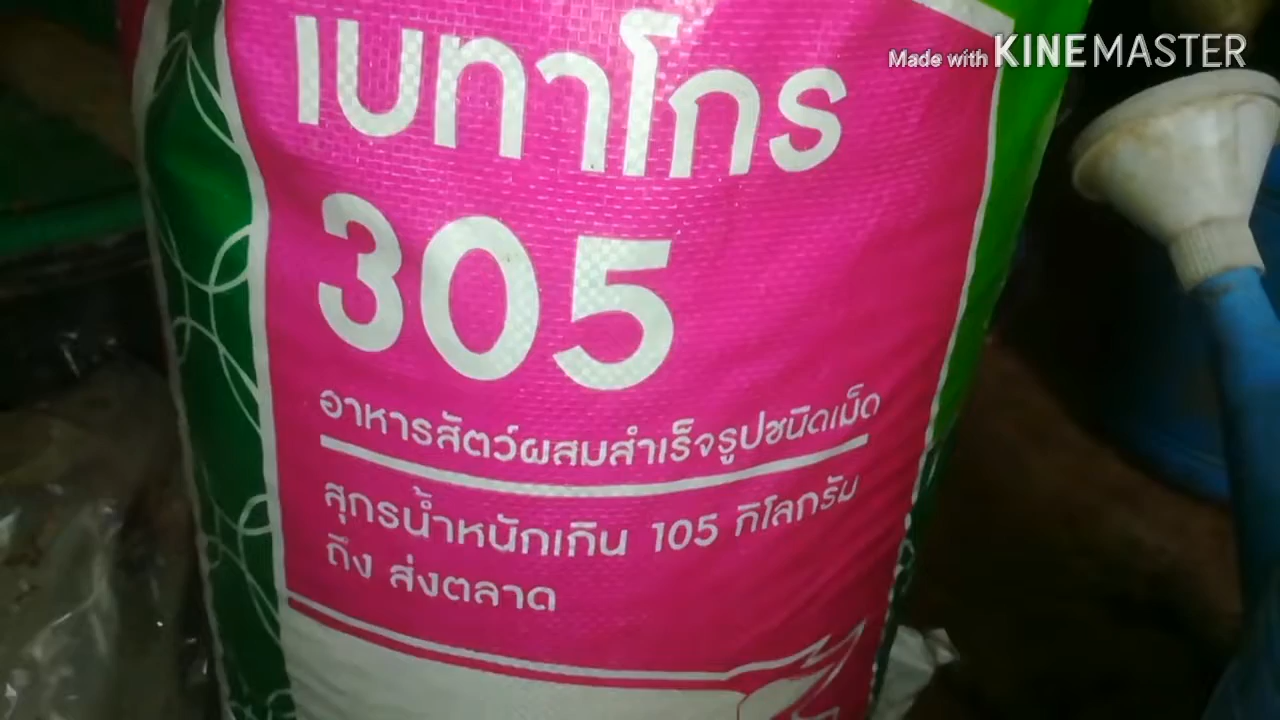 Made with KINEMASTER
เบทาโกร
305
อาหารสัตว์ผสมสำเร็จรูปชนิดเม็ด
สุกรน้ำหนักเกิน 105 กิโลกรัม
ถึง ส่งตลาด